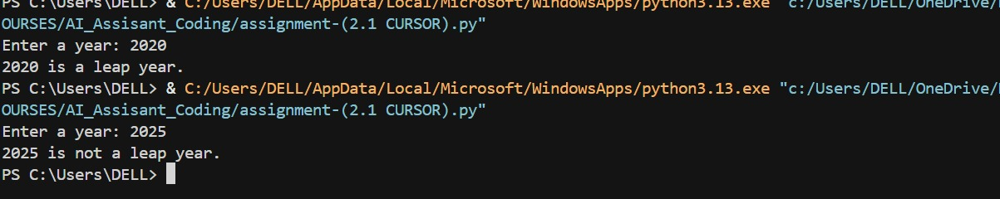 PS C:\Users\DELL> & C:/Users/DELL/AppData/Local/Microsoft/WindowsApps/python3.13.exe "c:/Users/DELL/OneDrive/
OURSES/AI_Assisant_Coding/assignment-(2.1 CURSOR).py"
Enter a year: 2020
2020 is a leap year.
PS C:\Users\DELL> & C:/Users/DELL/AppData/Local/Microsoft/WindowsApps/python3.13.exe "c:/Users/DELL/OneDrive/
OURSES/AI_Assisant_Coding/assignment-(2.1 CURSOR).py"
Enter a year: 2025
2025 is not a leap year.
PS C:\Users\DELL>